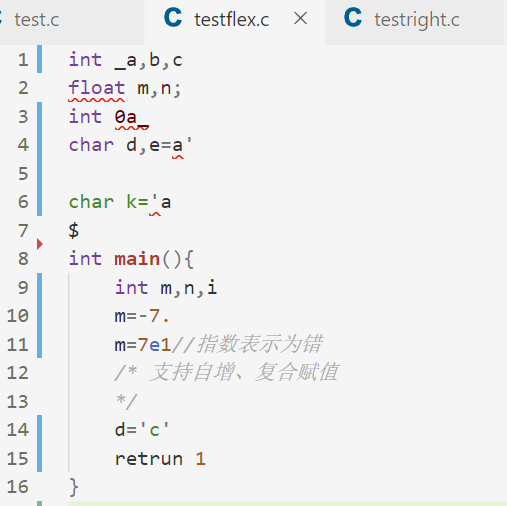 test.c testflex.c testright.c
1 int _a,b,c
2 float m,n;
3 int 0a_
4 char d,e=a'
5
6 char k='a
7 $
8 int main(){
9 int m,n,i
10 m=-7.
11 m=7e1//指数表示为错
12 /* 支持自增、复合赋值
13 */
14 d='c'
15 retrun 1
16 }